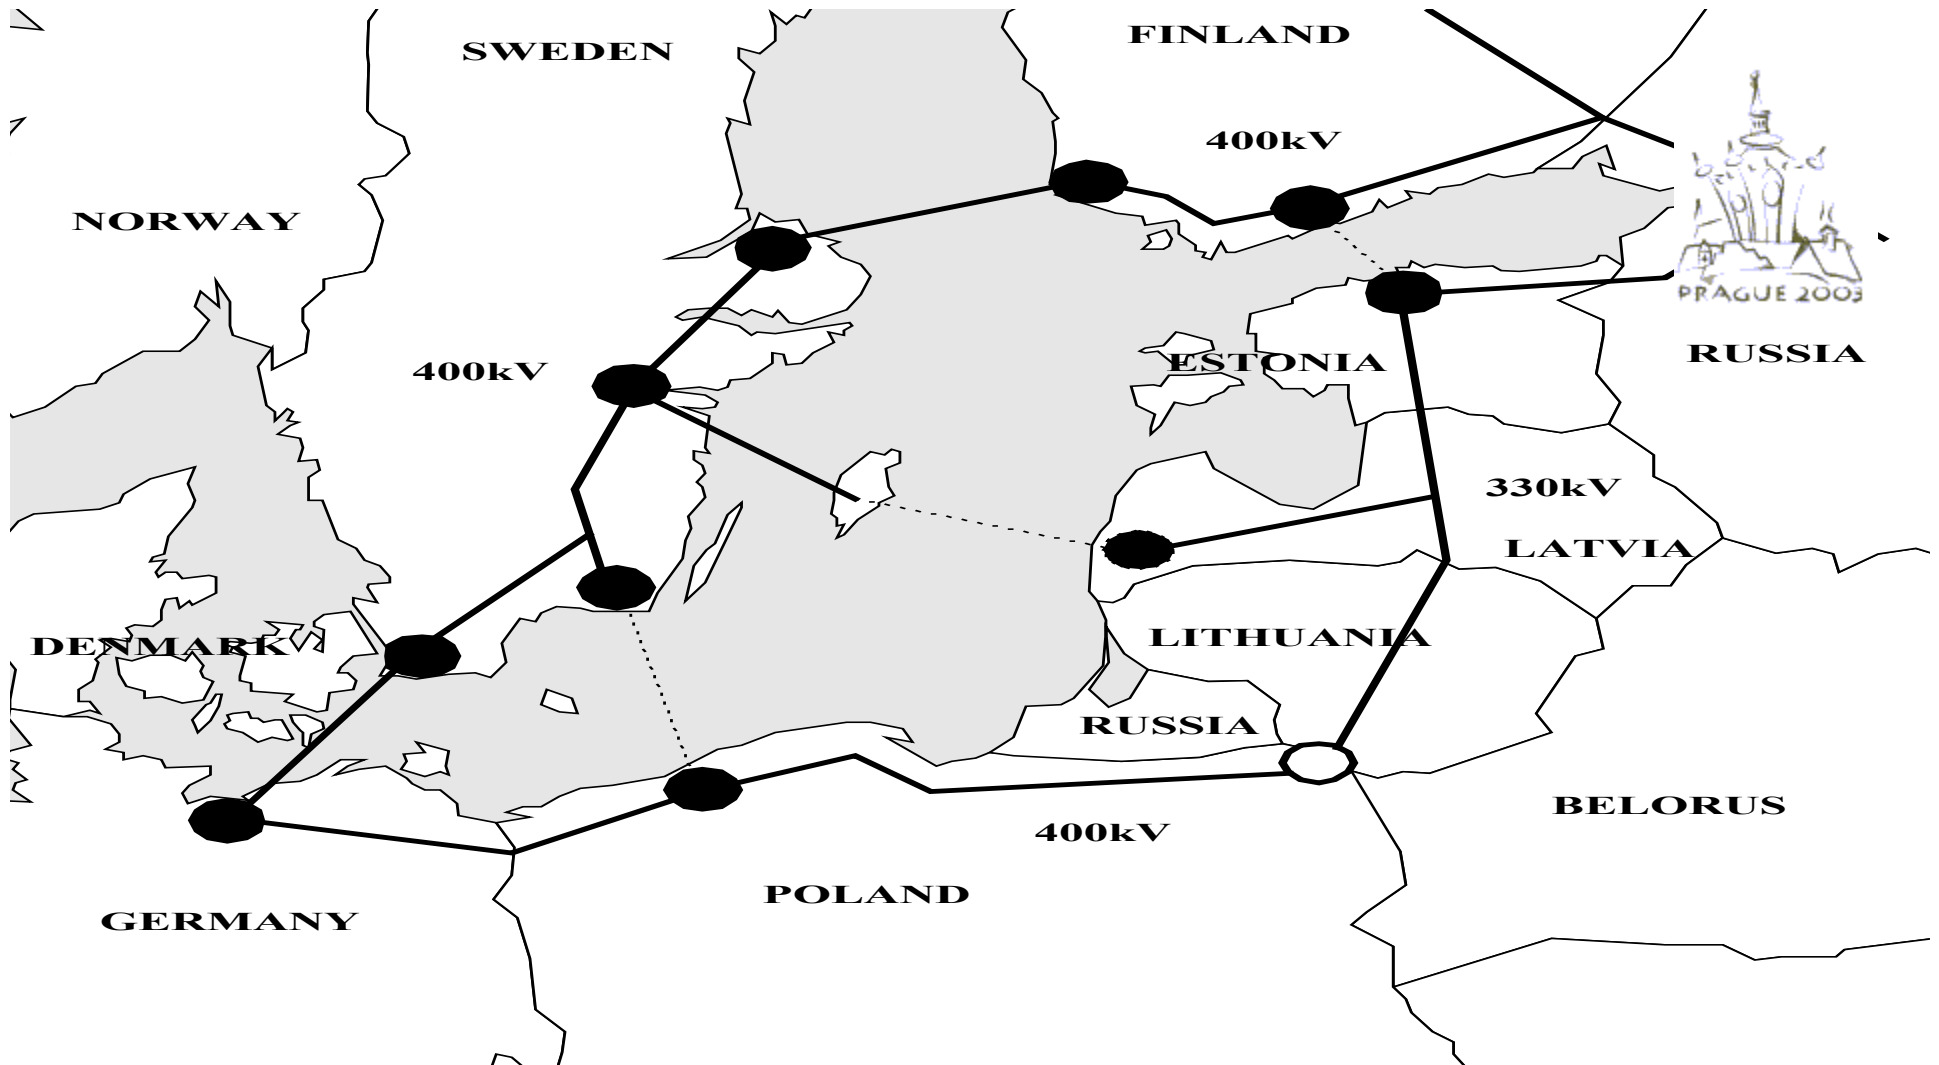 FINLAND
SWEDEN
400kV
NORWAY
PRAGUE 2003
RUSSIA
ESTONIA
400kV
330kV
LATVIA
LITHUANIA
DENMARK
RUSSIA
BELORUS
400kV
POLAND
GERMANY